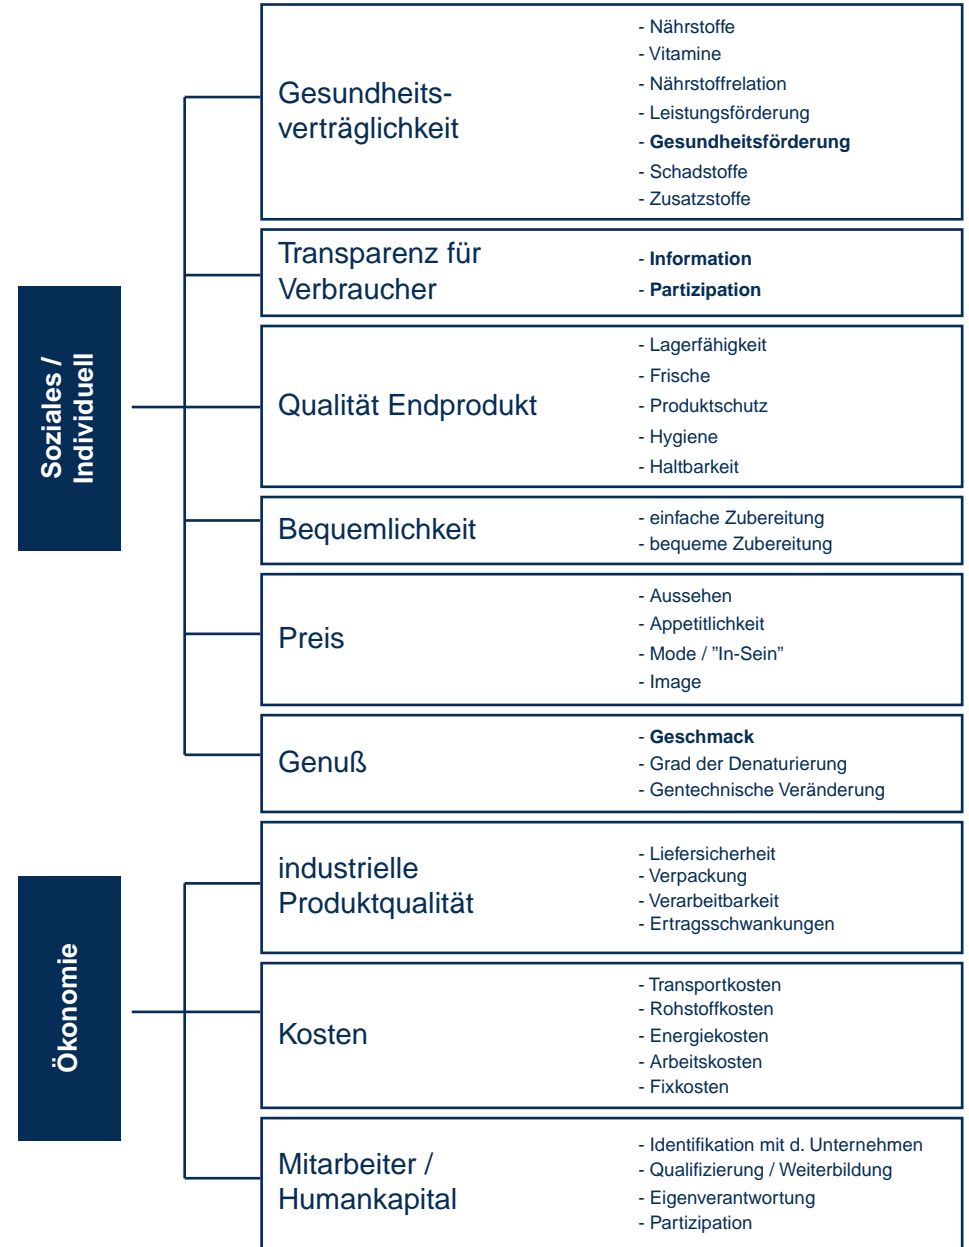 Soziales /
Individuell
Gesundheits-
verträglichkeit
- Nährstoffe
- Vitamine
- Nährstoffrelation
- Leistungsförderung
- Gesundheitsförderung
- Schadstoffe
- Zusatzstoffe
Transparenz für
Verbraucher
- Information
- Partizipation
Qualität Endprodukt
- Lagerfähigkeit
- Frische
- Produktschutz
- Hygiene
- Haltbarkeit
Bequemlichkeit
- einfache Zubereitung
- bequeme Zubereitung
Preis
- Aussehen
- Appetitlichkeit
- Mode / ”In-Sein”
- Image
Genuß
- Geschmack
- Grad der Denaturierung
- Gentechnische Veränderung
Ökonomie
industrielle
Produktqualität
- Liefersicherheit
- Verpackung
- Verarbeitbarkeit
- Ertragsschwankungen
Kosten
- Transportkosten
- Rohstoffkosten
- Energiekosten
- Arbeitskosten
- Fixkosten
Mitarbeiter /
Humankapital
- Identifikation mit d. Unternehmen
- Qualifizierung / Weiterbildung
- Eigenverantwortung
- Partizipation